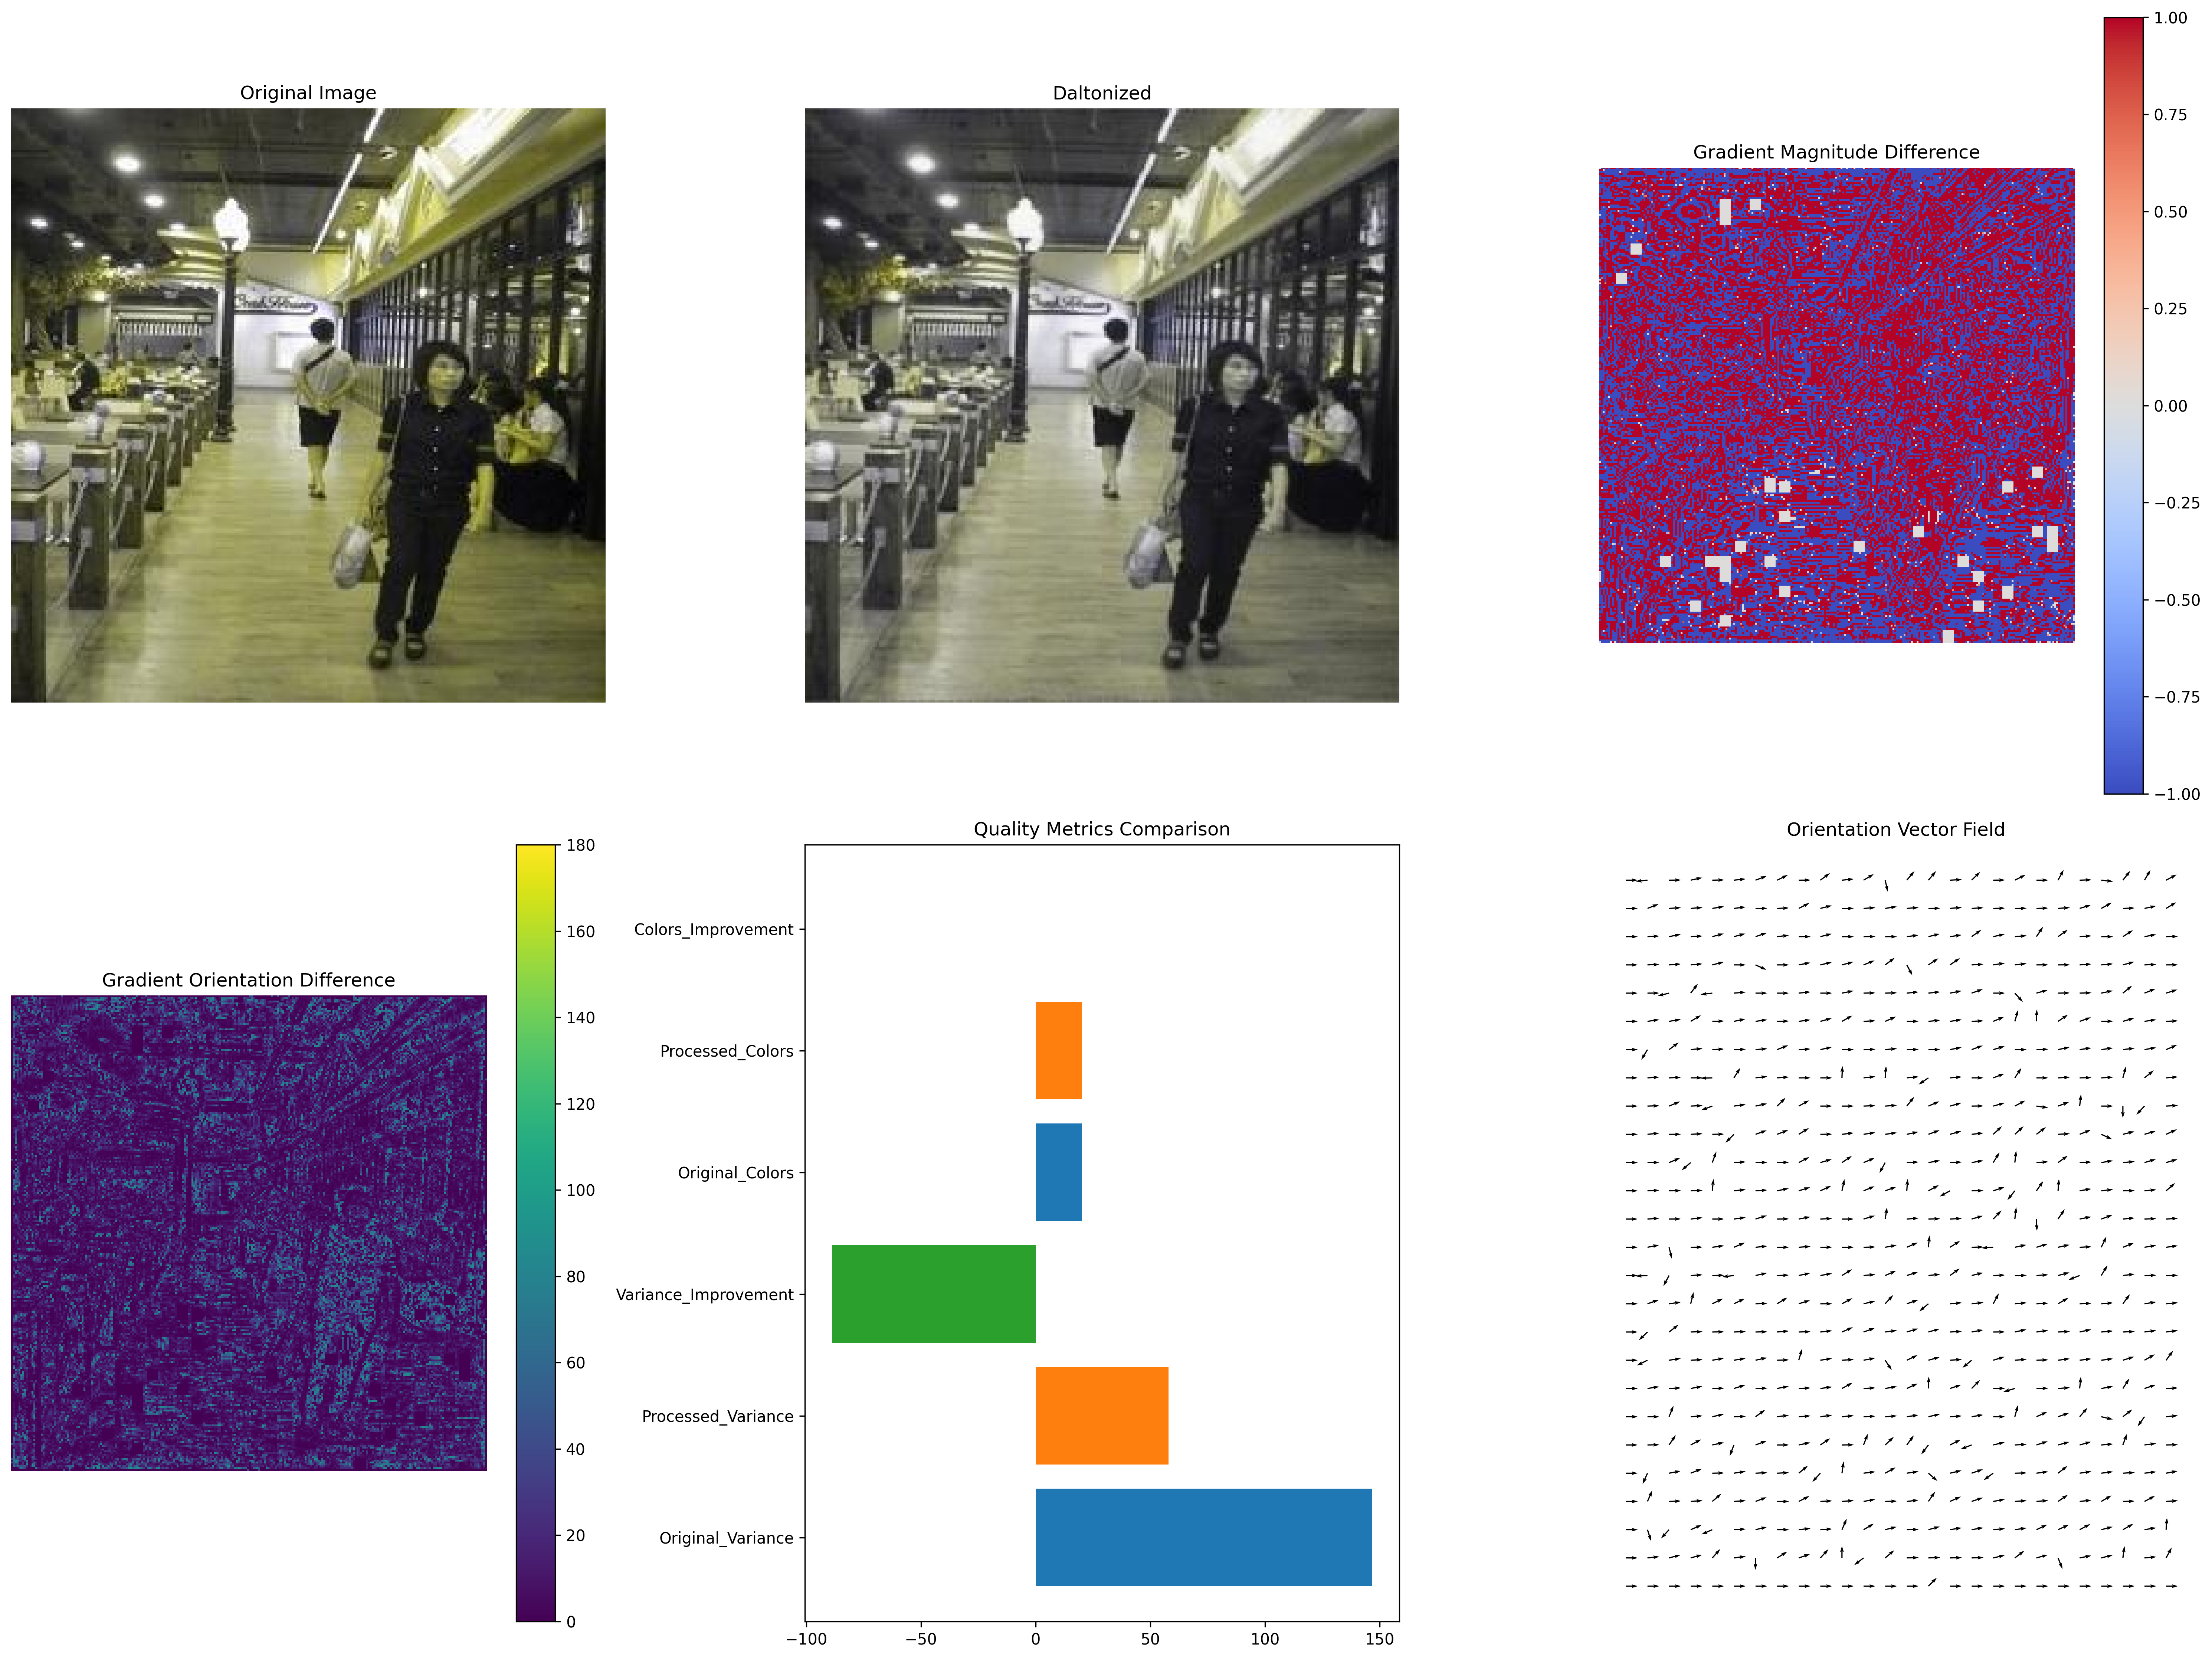 Original Image
Daltonized
Gradient Magnitude Difference
1.00
0.75
0.50
0.25
0.00
−0.25
−0.50
−0.75
−1.00
Gradient Orientation Difference
180
160
140
120
100
80
60
40
20
0
Quality Metrics Comparison
Colors_Improvement
Processed_Colors
Original_Colors
Variance_Improvement
Processed_Variance
Original_Variance
−100 −50 0 50 100 150
Orientation Vector Field